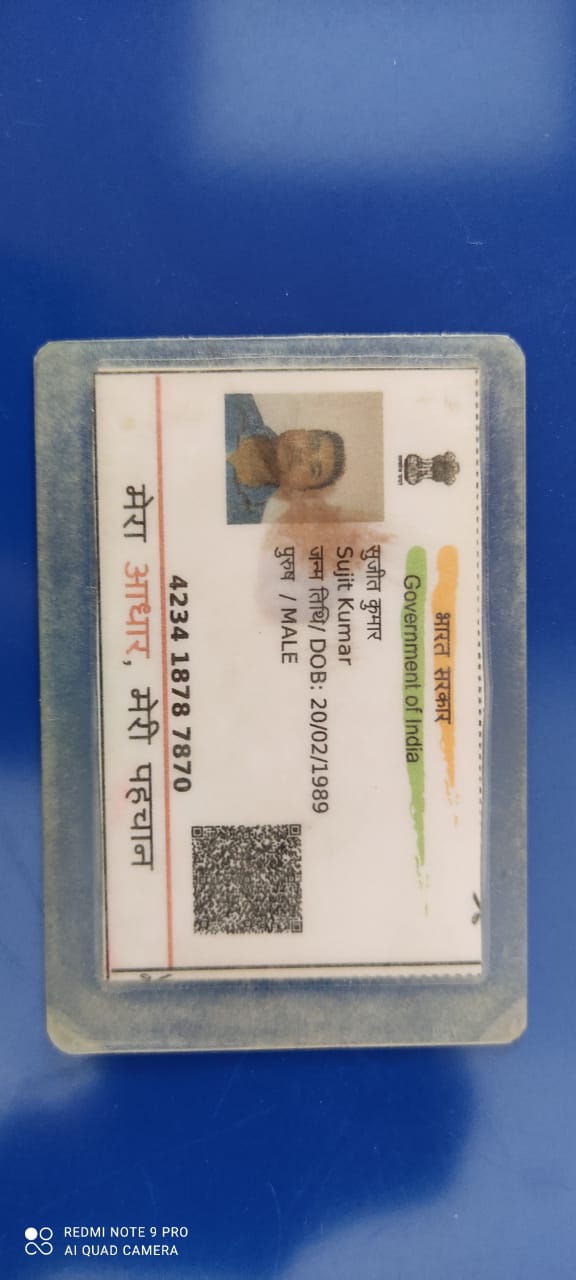 भारत सरकार
Government of India
सुजीत कुमार
Sujit Kumar
जन्म तिथि/ DOB: 20/02/1989
पुरुष / MALE
4234 1878 7870
मेरा आधार, मेरी पहचान
REDMI NOTE 9 PRO
AI QUAD CAMERA